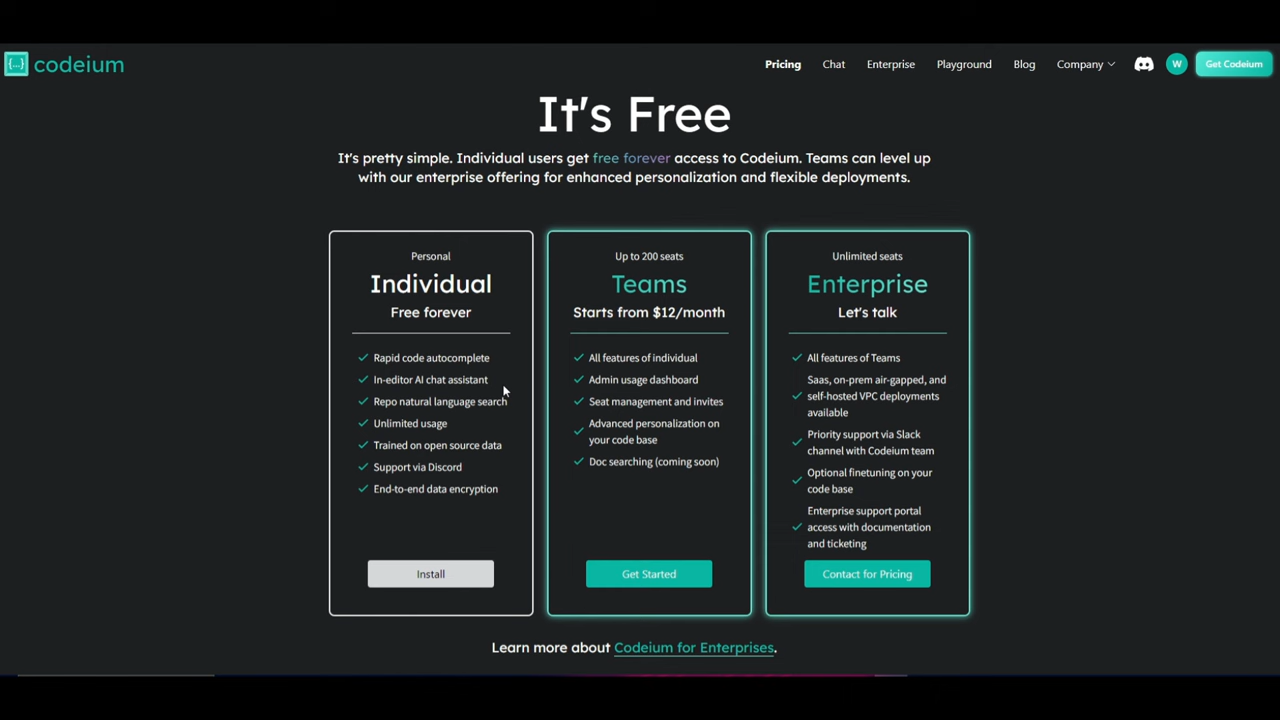 {...} codeium
Pricing Chat Enterprise Playground Blog Company W Get Codeium
It's Free
It's pretty simple. Individual users get free forever access to Codeium. Teams can level up
with our enterprise offering for enhanced personalization and flexible deployments.
Personal
Individual
Free forever
Rapid code autocomplete
In-editor AI chat assistant
Repo natural language search
Unlimited usage
Trained on open source data
Support via Discord
End-to-end data encryption
Install
Up to 200 seats
Teams
Starts from $12/month
All features of individual
Admin usage dashboard
Seat management and invites
Advanced personalization on
your code base
Doc searching (coming soon)
Get Started
Unlimited seats
Enterprise
Let's talk
All features of Teams
Saas, on-prem air-gapped, and
self-hosted VPC deployments
available
Priority support via Slack
channel with Codeium team
Optional finetuning on your
code base
Enterprise support portal
access with documentation
and ticketing
Contact for Pricing
Learn more about Codeium for Enterprises.